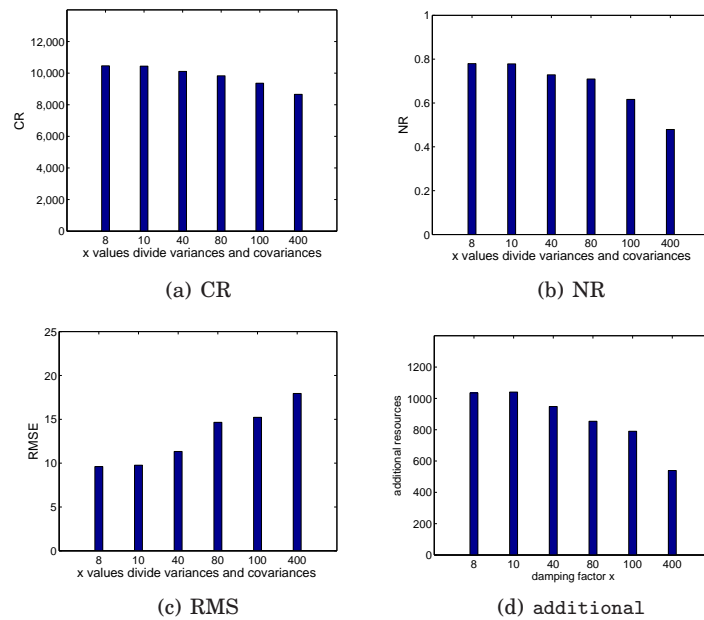 12,000
10,000
8,000
6,000
4,000
2,000
0
CR
8 10 40 80 100 400
x values divide variances and covariances
(a) CR
1
0.8
0.6
0.4
0.2
0
NR
8 10 40 80 100 400
x values divide variances and covariances
(b) NR
25
20
15
10
5
0
RMSE
8 10 40 80 100 400
x values divide variances and covariances
(c) RMS
1200
1000
800
600
400
200
0
additional resources
8 10 40 80 100 400
damping factor x
(d) additional